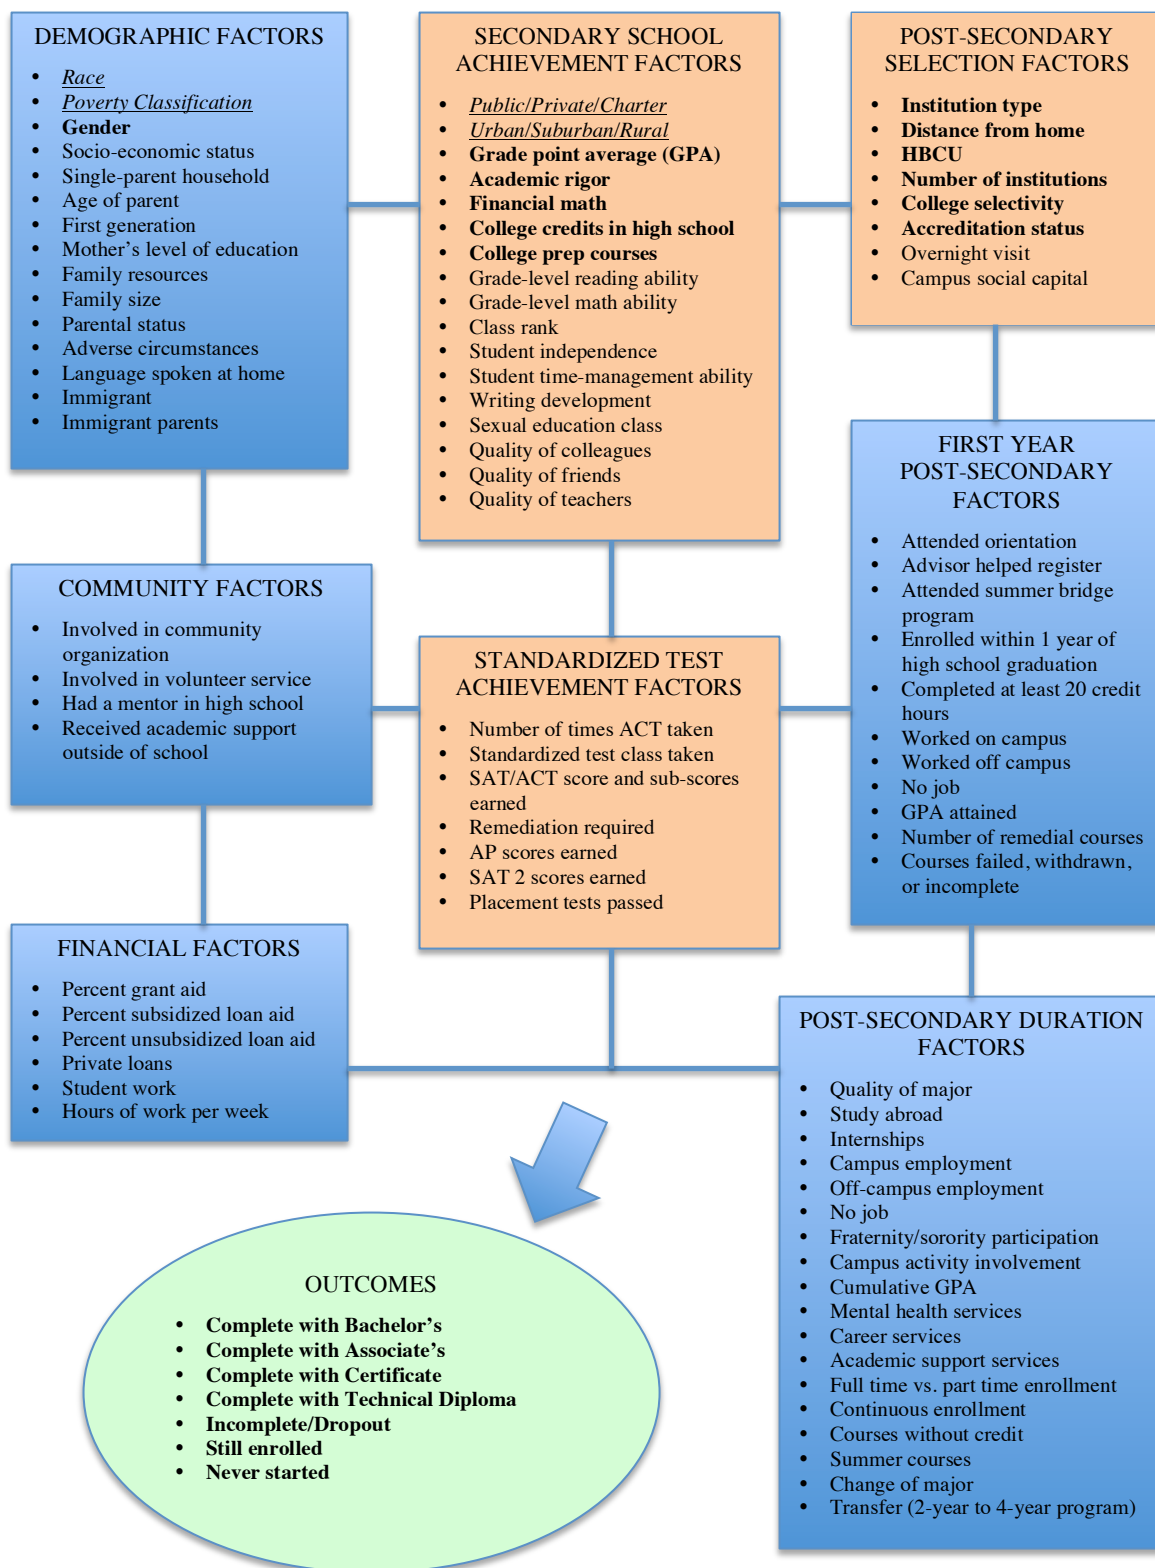 DEMOGRAPHIC FACTORS
• Race
• Poverty Classification
• Gender
• Socio-economic status
• Single-parent household
• Age of parent
• First generation
• Mother's level of education
• Family resources
• Family size
• Parental status
• Adverse circumstances
• Language spoken at home
• Immigrant
• Immigrant parents
SECONDARY SCHOOL
ACHIEVEMENT FACTORS
• Public/Private/Charter
• Urban/Suburban/Rural
• Grade point average (GPA)
• Academic rigor
• Financial math
• College credits in high school
• College prep courses
• Grade-level reading ability
• Grade-level math ability
• Class rank
• Student independence
• Student time-management ability
• Writing development
• Sexual education class
• Quality of colleagues
• Quality of friends
• Quality of teachers
POST-SECONDARY
SELECTION FACTORS
• Institution type
• Distance from home
• HBCU
• Number of institutions
• College selectivity
• Accreditation status
• Overnight visit
• Campus social capital
COMMUNITY FACTORS
• Involved in community
organization
• Involved in volunteer service
• Had a mentor in high school
• Received academic support
outside of school
STANDARDIZED TEST
ACHIEVEMENT FACTORS
• Number of times ACT taken
• Standardized test class taken
• SAT/ACT score and sub-scores
earned
• Remediation required
• AP scores earned
• SAT 2 scores earned
• Placement tests passed
FIRST YEAR
POST-SECONDARY
FACTORS
• Attended orientation
• Advisor helped register
• Attended summer bridge
program
• Enrolled within 1 year of
high school graduation
• Completed at least 20 credit
hours
• Worked on campus
• Worked off campus
• No job
• GPA attained
• Number of remedial courses
• Courses failed, withdrawn,
or incomplete
FINANCIAL FACTORS
• Percent grant aid
• Percent subsidized loan aid
• Percent unsubsidized loan aid
• Private loans
• Student work
• Hours of work per week
POST-SECONDARY DURATION
FACTORS
• Quality of major
• Study abroad
• Internships
• Campus employment
• Off-campus employment
• No job
• Fraternity/sorority participation
• Campus activity involvement
• Cumulative GPA
• Mental health services
• Career services
• Academic support services
• Full time vs. part time enrollment
• Continuous enrollment
• Courses without credit
• Summer courses
• Change of major
• Transfer (2-year to 4-year program)
OUTCOMES
• Complete with Bachelor's
• Complete with Associate's
• Complete with Certificate
• Complete with Technical Diploma
• Incomplete/Dropout
• Still enrolled
• Never started